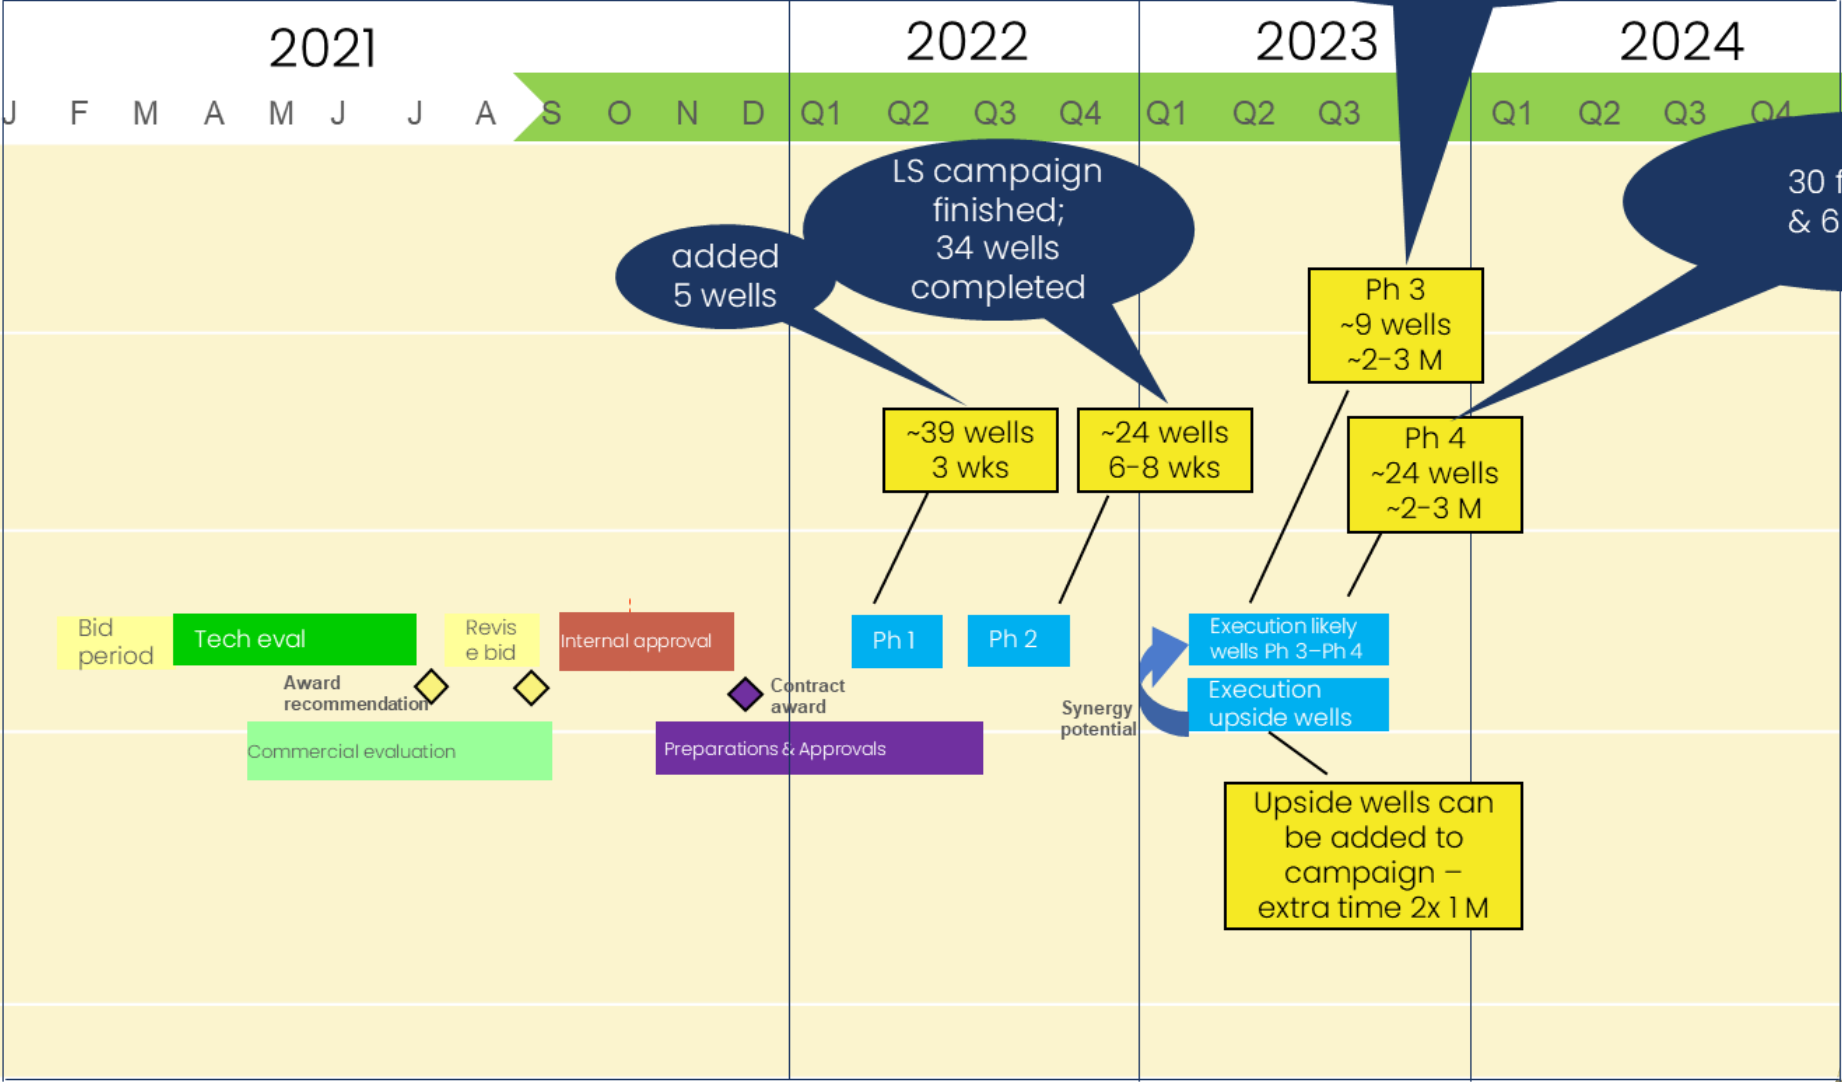 2021
2022
2023
2024
J F M A M J J A S O N D Q1 Q2 Q3 Q4 Q1 Q2 Q3 Q1 Q2 Q3 Q4
LS campaign
finished;
34 wells
completed
added
5 wells
30
& 6
Ph 3
~9 wells
~2-3 M
~39 wells
3 wks
~24 wells
6-8 wks
Ph 4
~24 wells
~2-3 M
Bid
period
Tech eval
Revis
e bid
Internal approval
Ph 1
Ph 2
Execution likely
wells Ph 3–Ph 4
Award
recommendation
Contract
award
Synergy
potential
Execution
upside wells
Commercial evaluation
Preparations & Approvals
Upside wells can
be added to
campaign –
extra time 2x 1 M